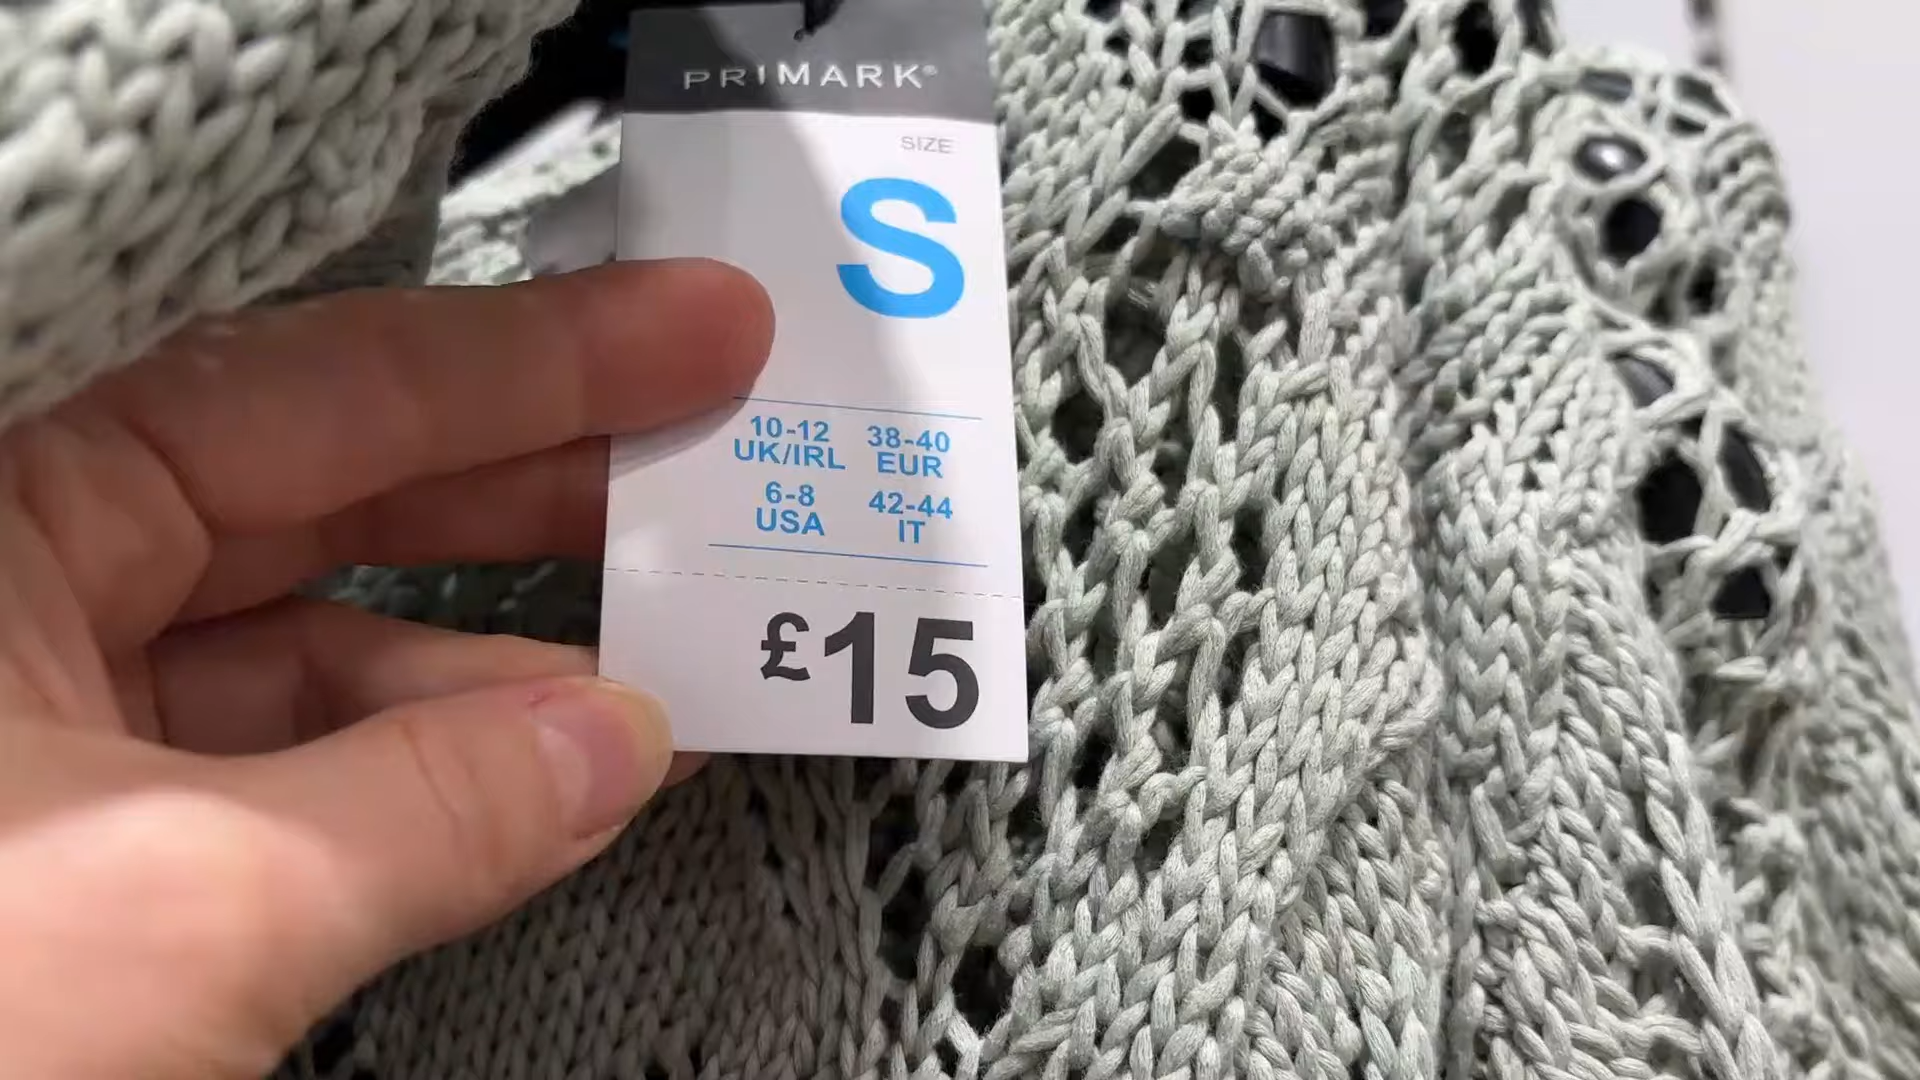 PRIMARK®
SIZE
S
10-12 38-40
UK/IRL EUR
6-8 42-44
USA IT
£15